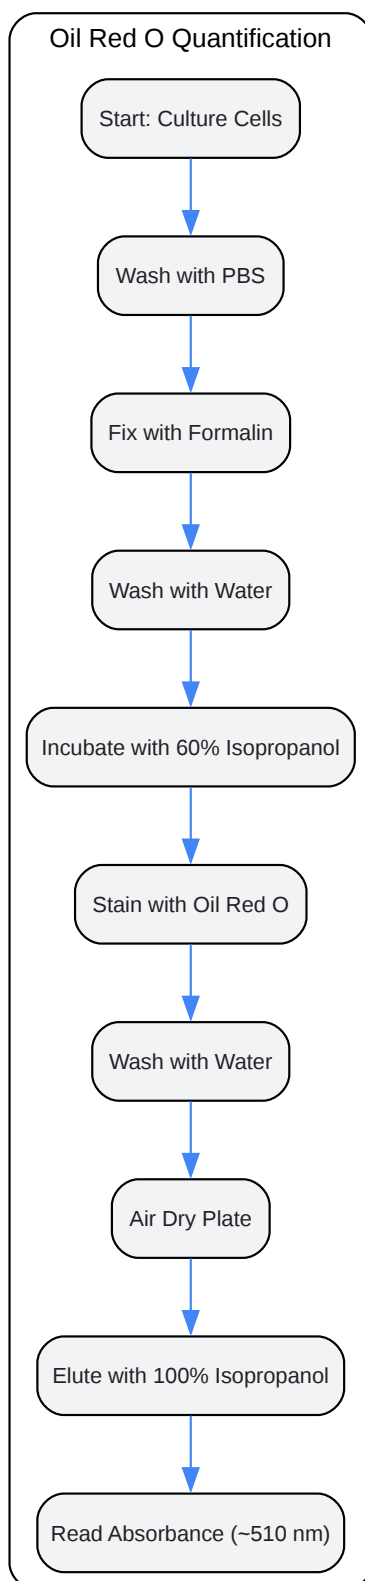 Oil Red O Quantification
Start: Culture Cells
Wash with PBS
Fix with Formalin
Wash with Water
Incubate with 60% Isopropanol
Stain with Oil Red O
Wash with Water
Air Dry Plate
Elute with 100% Isopropanol
Read Absorbance (~510 nm)